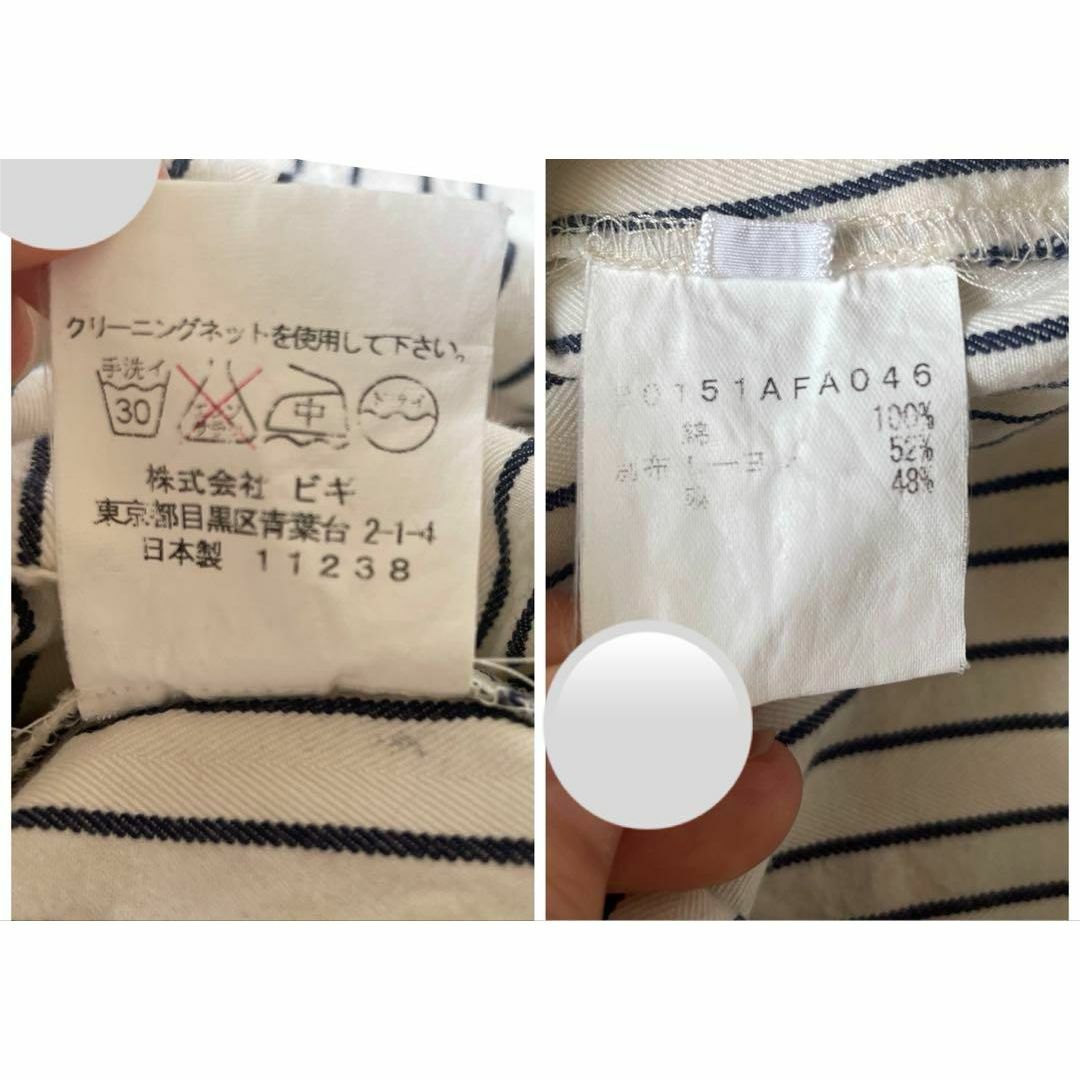 クリーニングネットを使用して下さい。
手洗イ
30
中
ドライ
株式会社 ビギ
東京都目黒区青葉台 2-1-4
日本製 11238
0151AFA046
綿 100%
52%
48%